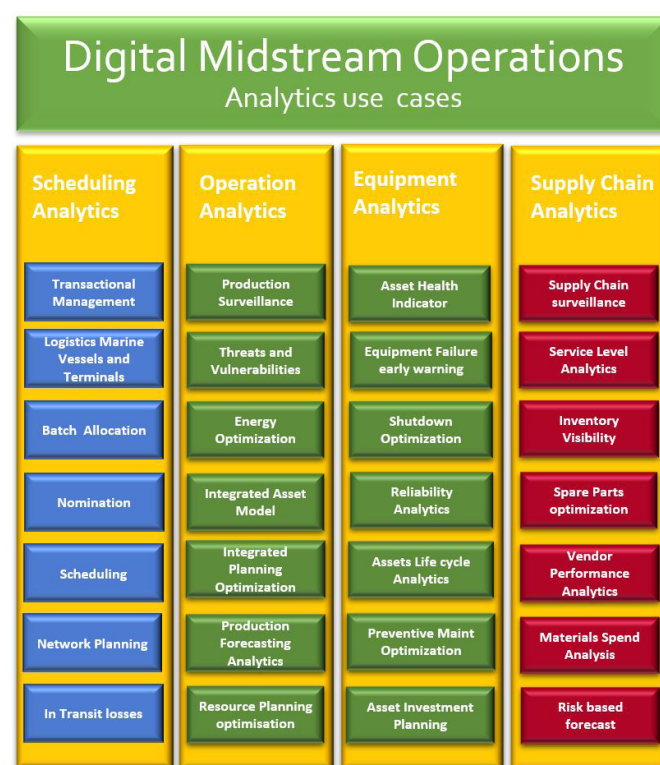 Digital Midstream Operations
Analytics use  cases
Scheduling
Analytics
Transactional
Management
Logistics Marine
Vessels and
Terminals
Batch  Allocation
Nomination
Scheduling
Network Planning
In Transit losses
Operation
Analytics
Production
Surveillance
Threats and
Vulnerabilities
Energy
Optimization
Integrated Asset
Model
Integrated
Planning
Optimization
Production
Forecasting
Analytics
Resource Planning
optimisation
Equipment
Analytics
Asset Health
Indicator
Equipment Failure
early warning
Shutdown
Optimization
Reliability
Analytics
Assets Life cycle
Analytics
Preventive Maint
Optimization
Asset Investment
Planning
Supply Chain
Analytics
Supply Chain
surveillance
Service Level
Analytics
Inventory
Visibility
Spare Parts
optimization
Vendor
Performance
Analytics
Materials Spend
Analysis
Risk based
forecast